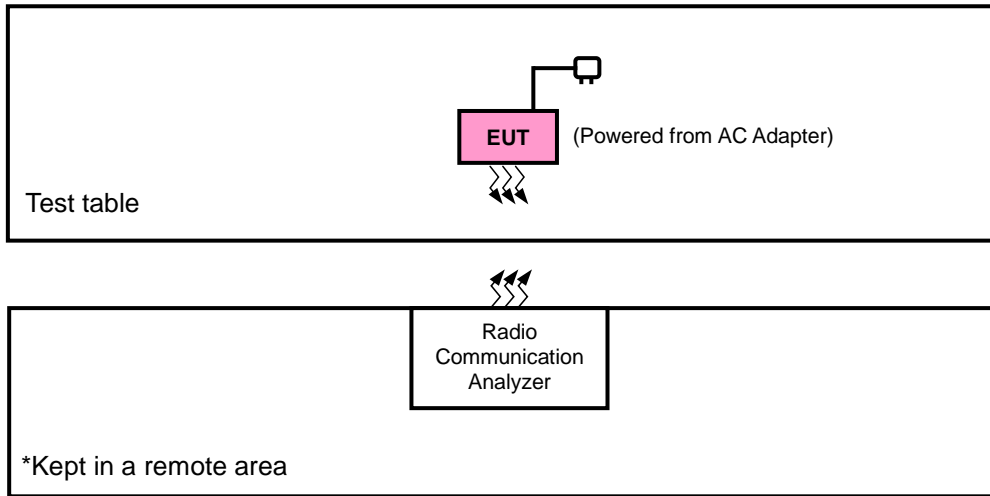 EUT
(Powered from AC Adapter)
Test table
Radio
Communication
Analyzer
*Kept in a remote area